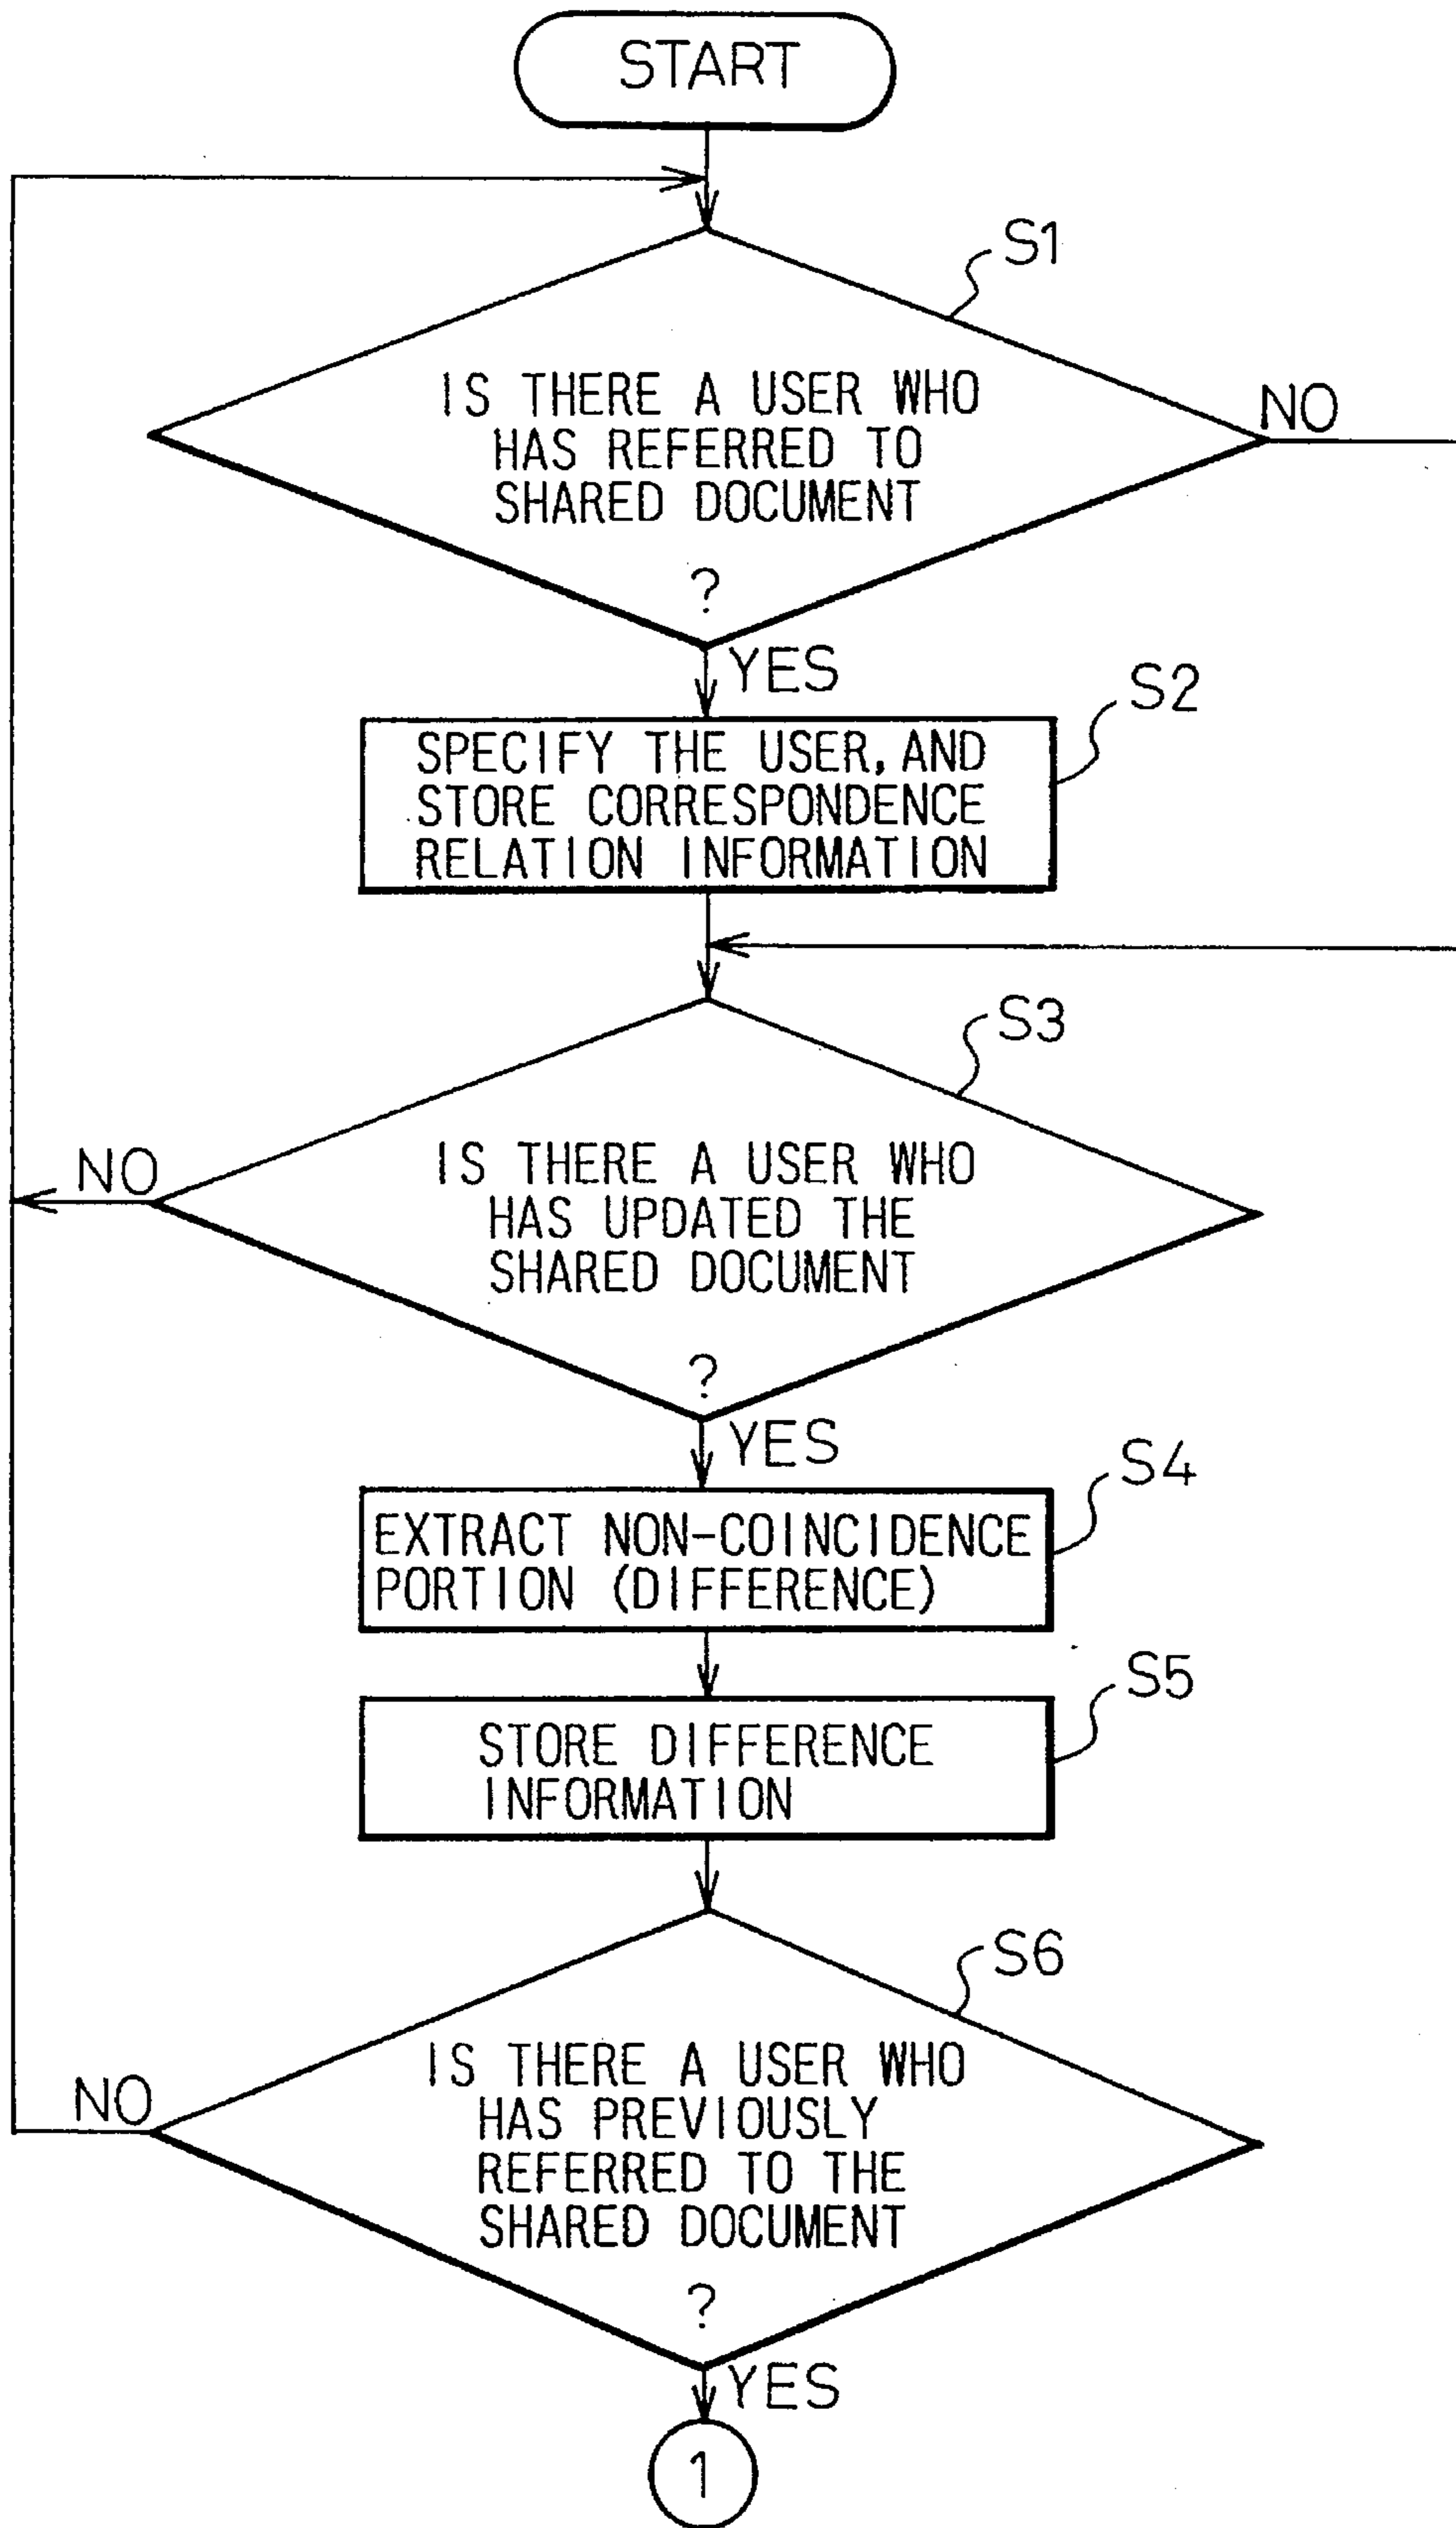 START
S1
IS THERE A USER WHO
HAS REFERRED TO
SHARED DOCUMENT
?
NO
YES
S2
SPECIFY THE USER, AND
STORE CORRESPONDENCE
RELATION INFORMATION
S3
IS THERE A USER WHO
HAS UPDATED THE
SHARED DOCUMENT
?
NO
YES
S4
EXTRACT NON-COINCIDENCE
PORTION (DIFFERENCE)
S5
STORE DIFFERENCE
INFORMATION
S6
IS THERE A USER WHO
HAS PREVIOUSLY
REFERRED TO THE
SHARED DOCUMENT
?
NO
YES
1